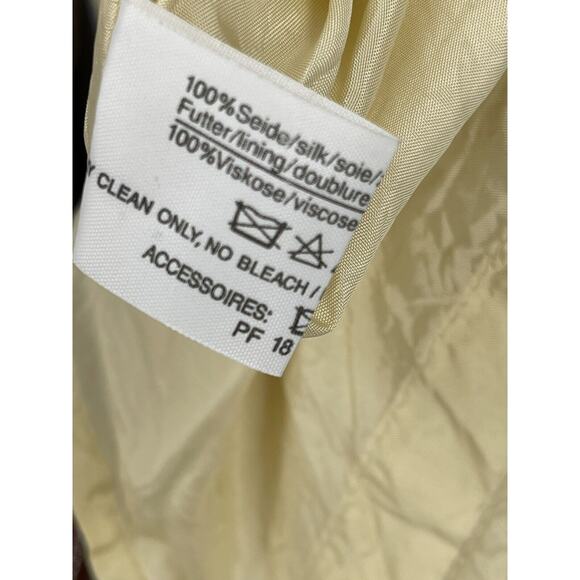 100%Seide/silk/soie/
Futter/lining/doublure
100%Viskose/viscose
CLEAN ONLY, NO BLEACH /
ACCESSOIRES:
PF 18